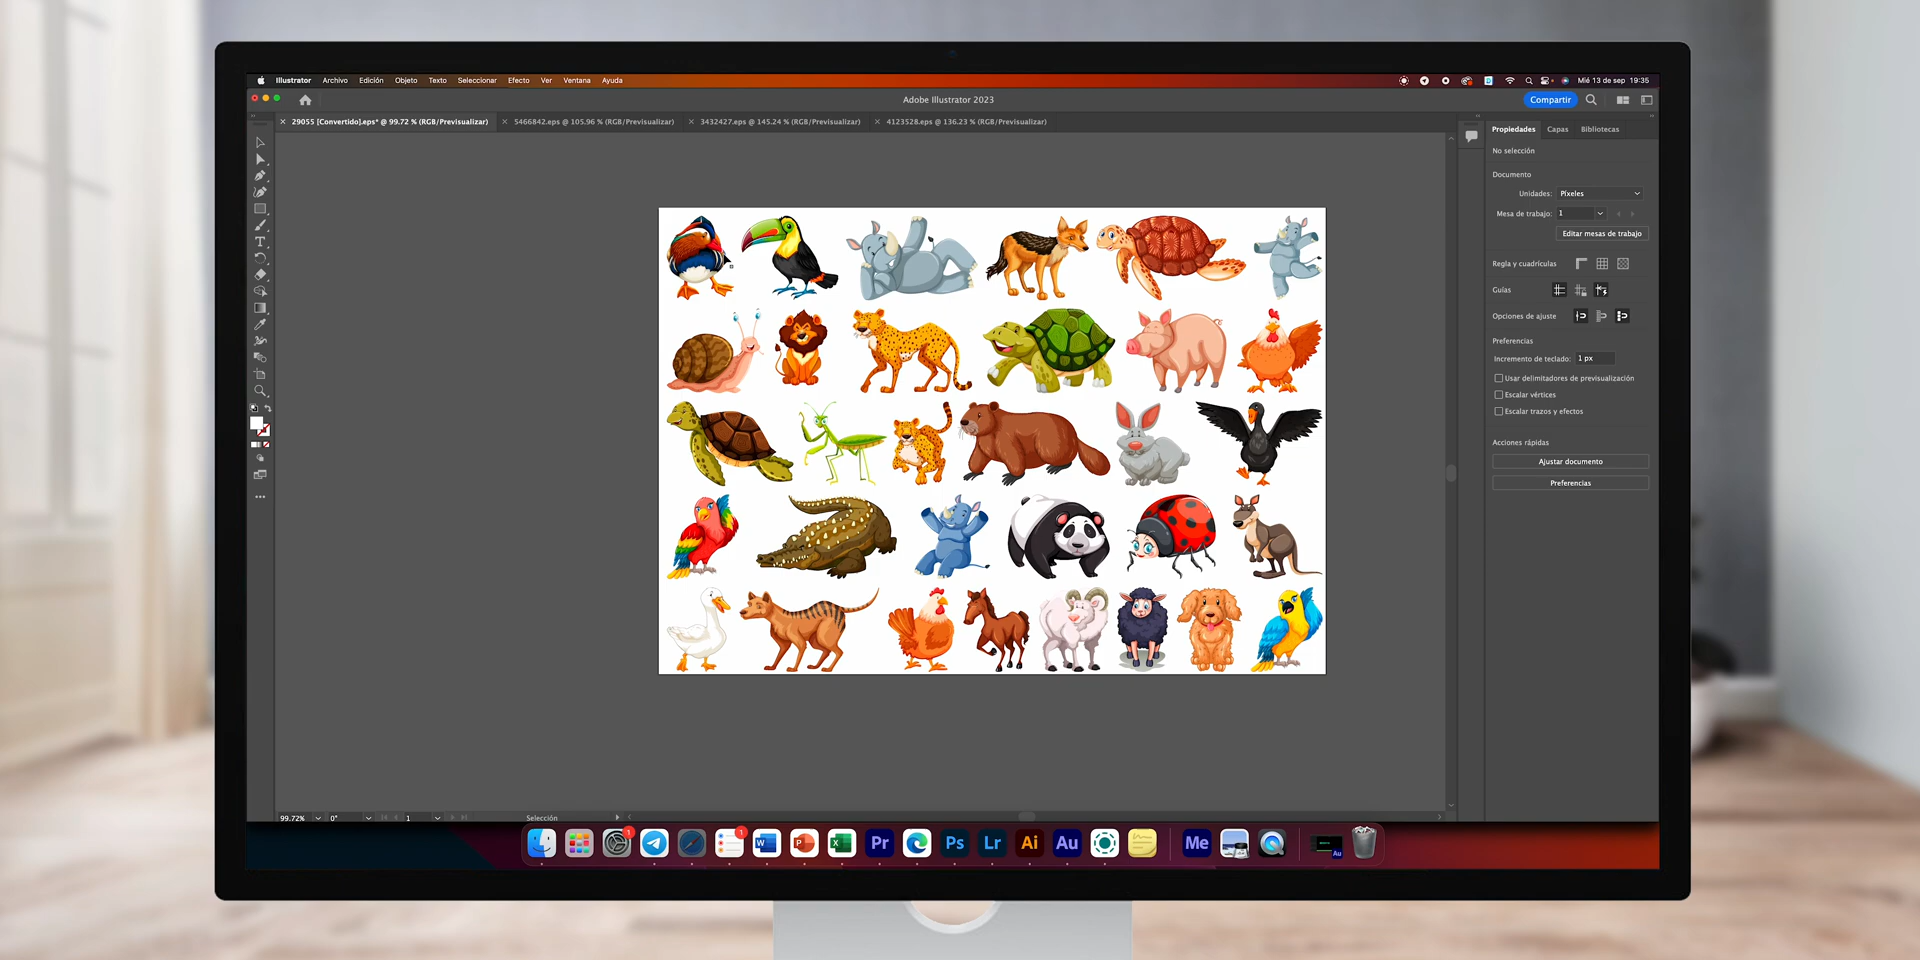 Illustrator Archivo Edición Objeto Texto Seleccionar Efecto Ver Ventana Ayuda
Mié 13 de sep 19:35
Adobe Illustrator 2023
Compartir
29055 [Convertido].eps* @ 99.72 % (RGB/Previsualizar)
5466842.eps @ 105.96 % (RGB/Previsualizar)
3432427.eps @ 145.24 % (RGB/Previsualizar)
4123528.eps @ 136.23 % (RGB/Previsualizar)
Propiedades Capas Bibliotecas
No selección
Documento
Unidades: Píxeles
Mesa de trabajo: 1
Editar mesas de trabajo
Regla y cuadrículas
Guías
Opciones de ajuste
Preferencias
Incremento de teclado: 1 px
Usar delimitadores de previsualización
Escalar vértices
Escalar trazos y efectos
Acciones rápidas
Ajustar documento
Preferencias
99.72% 0° 1 Selección
1 1 W P X Pr Ps Lr Ai Au Me Au